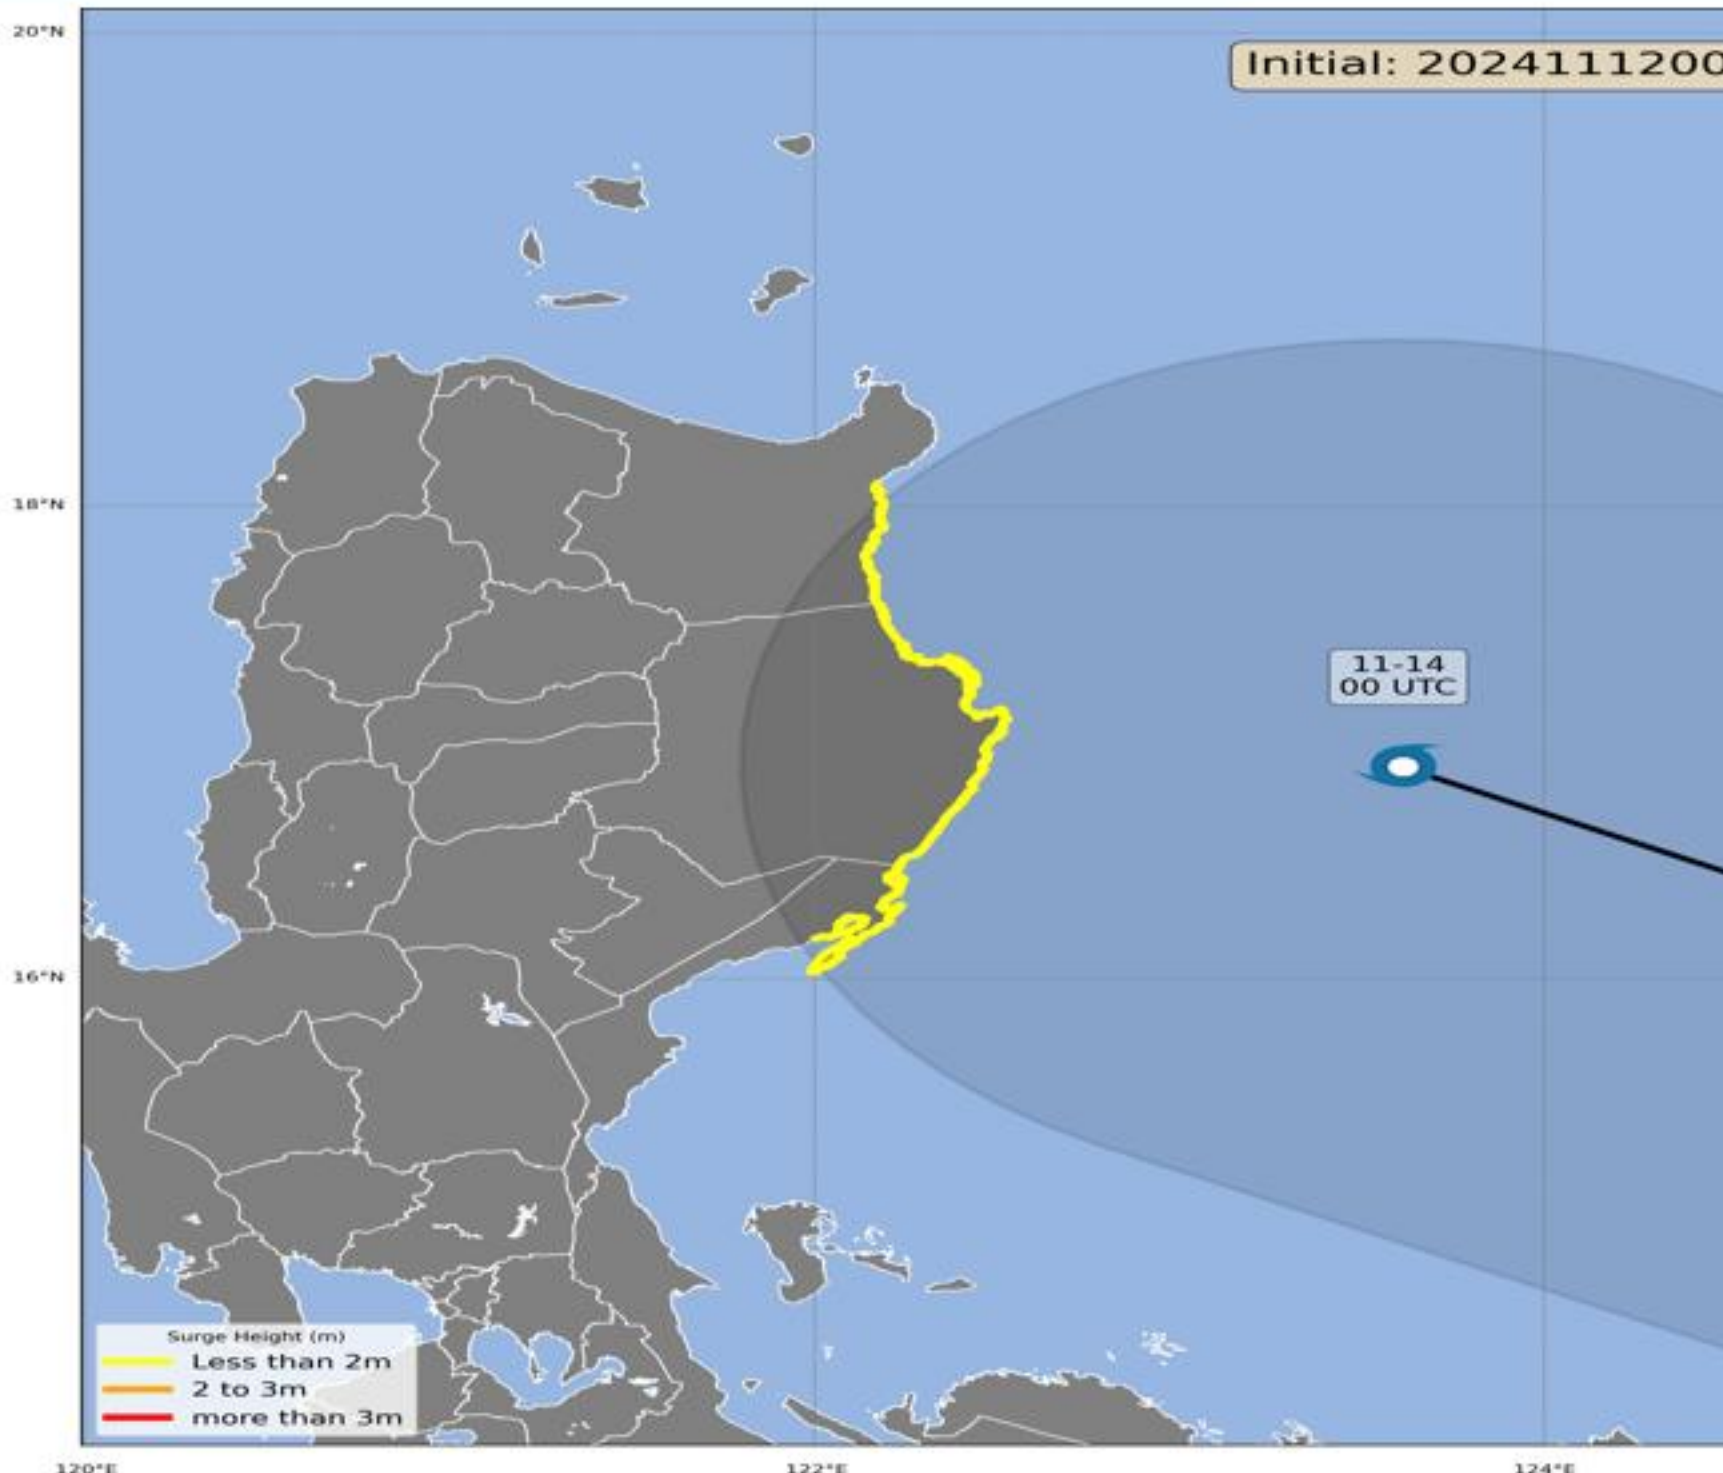 20°N
Initial: 2024111200
18°N
11-14
00 UTC
16°N
Surge Height (m)
Less than 2m
2 to 3m
more than 3m
120°E
122°E
124°E